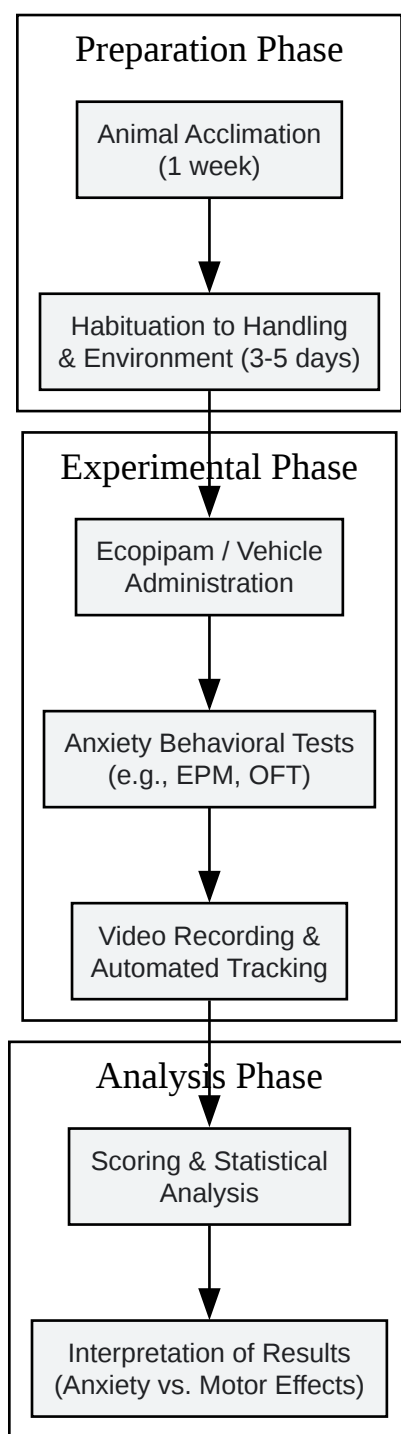 Preparation Phase
Animal Acclimation
(1 week)
Habituation to Handling
& Environment (3-5 days)
Experimental Phase
Ecopipam / Vehicle
Administration
Anxiety Behavioral Tests
(e.g., EPM, OFT)
Video Recording &
Automated Tracking
Analysis Phase
Scoring & Statistical
Analysis
Interpretation of Results
(Anxiety vs. Motor Effects)